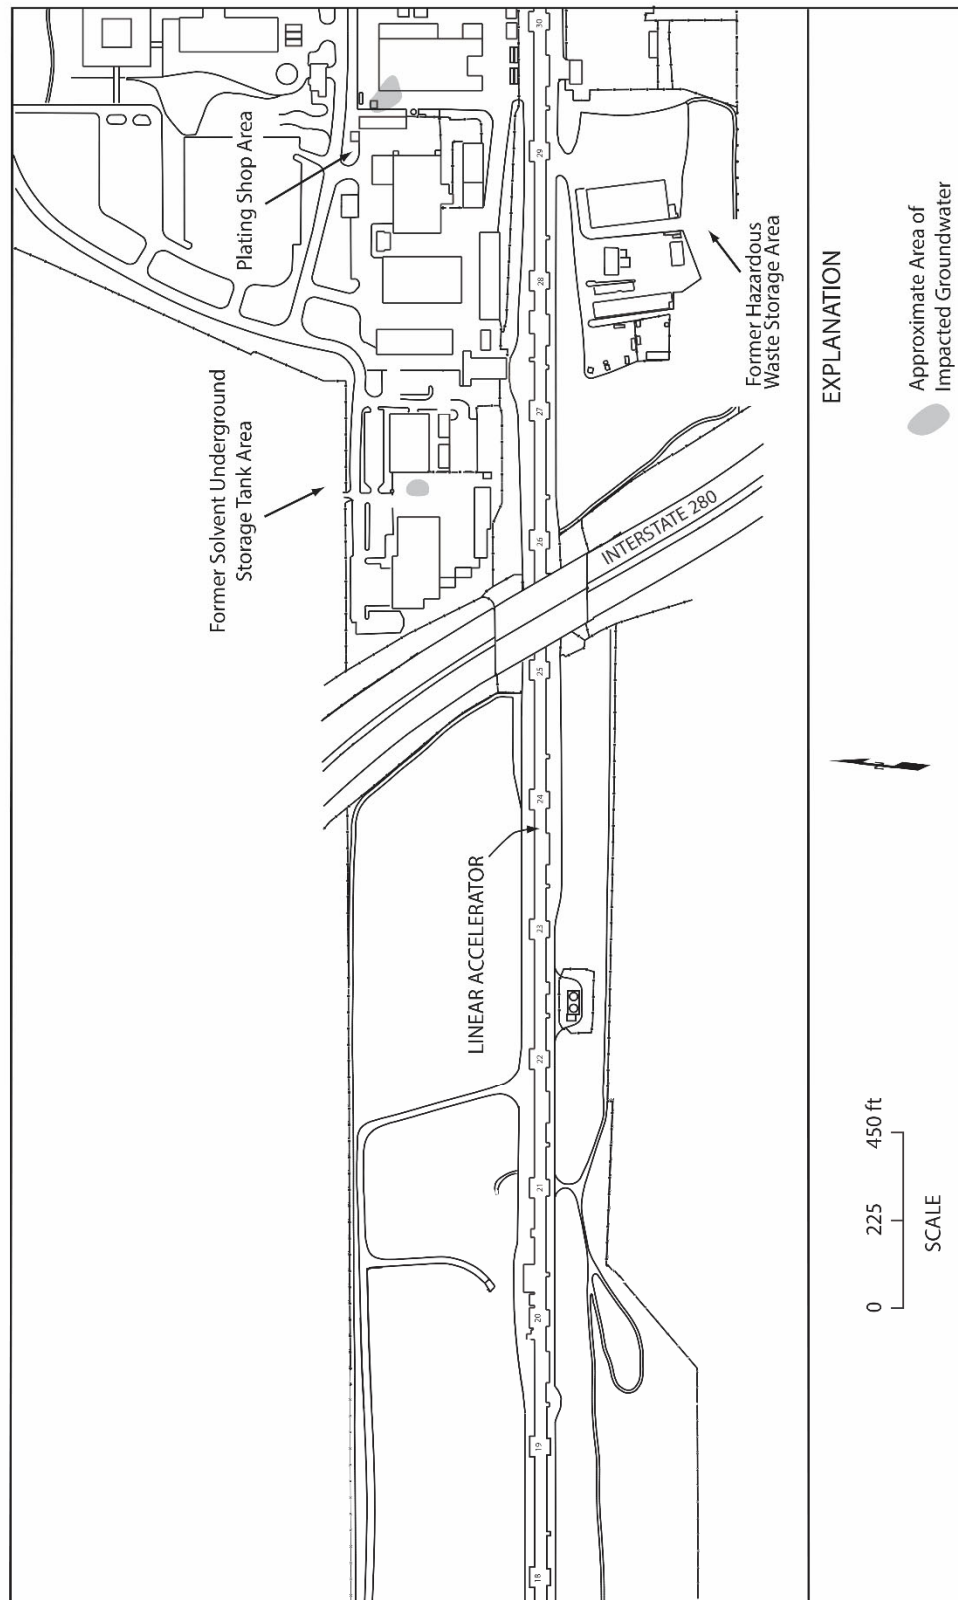 Plating Shop Area
Former Solvent Underground
Storage Tank Area
Former Hazardous
Waste Storage Area
INTERSTATE 280
LINEAR ACCELERATOR
18
19
20
21
22
23
24
25
26
27
28
29
30
EXPLANATION
Approximate Area of
Impacted Groundwater
N
0 225 450 ft
SCALE